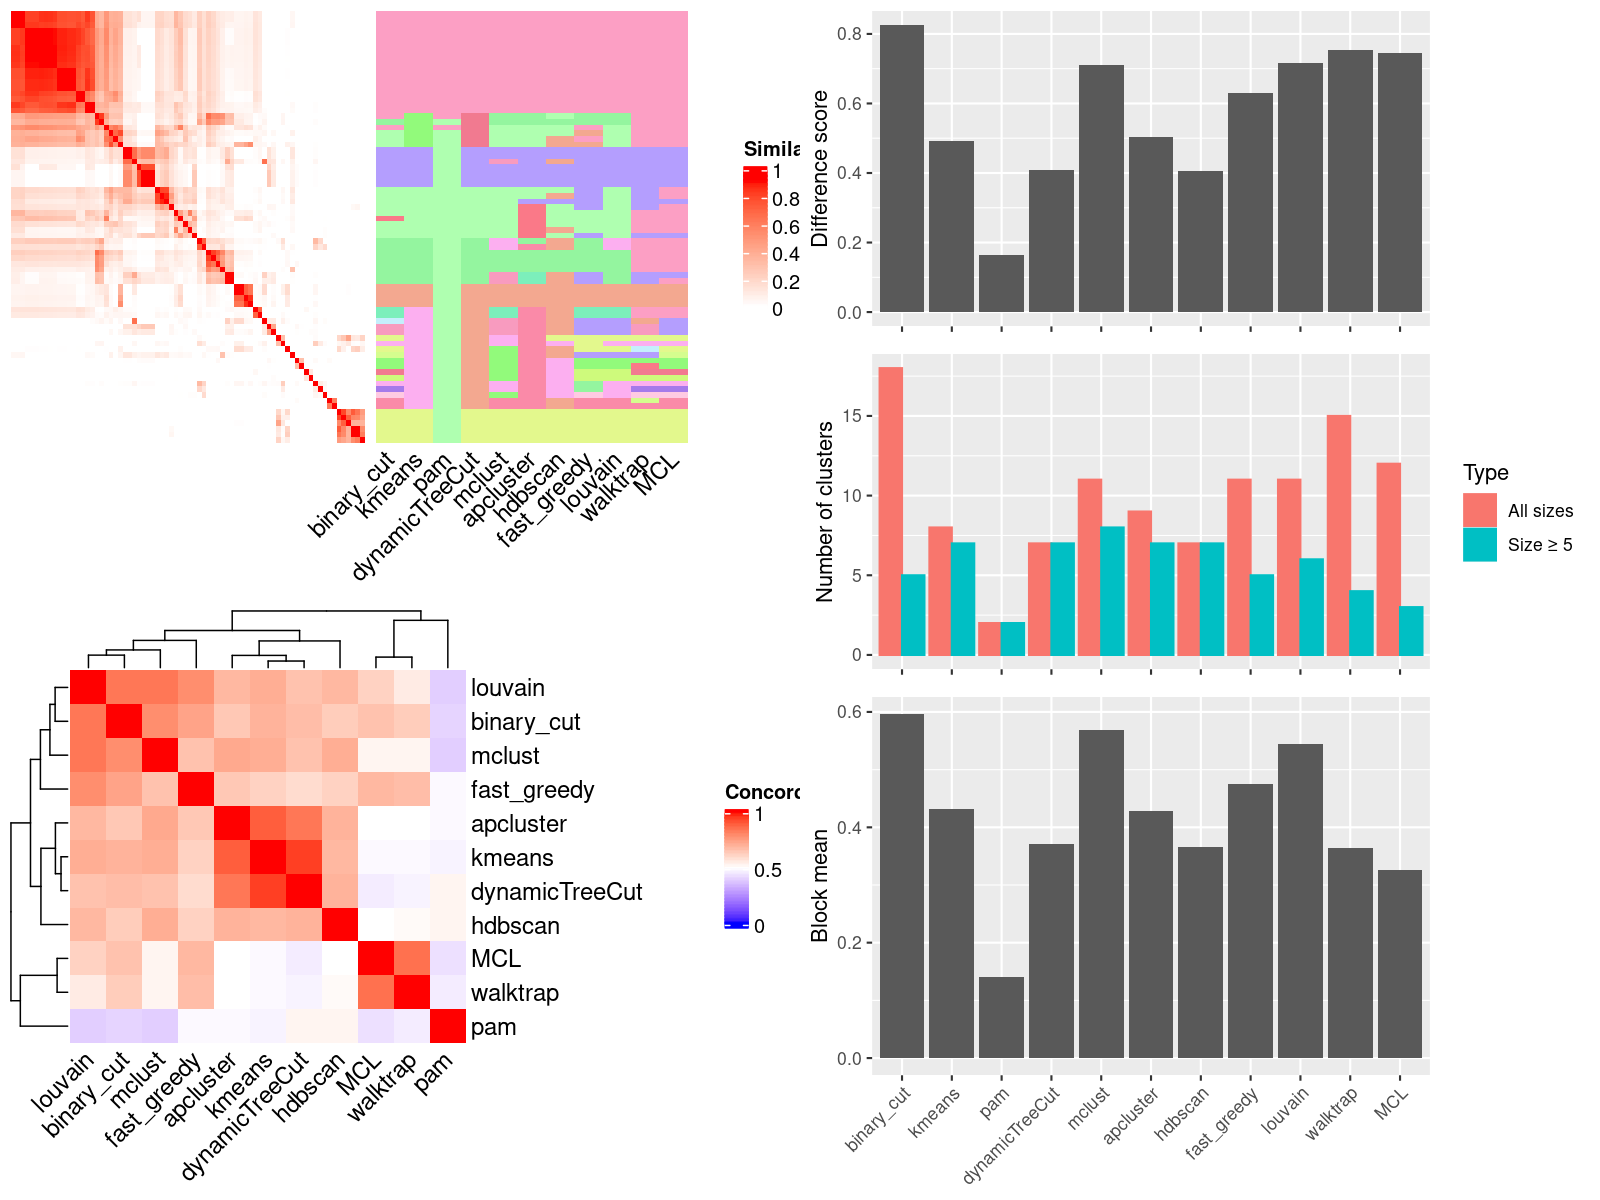 Simila
1
0.8
0.6
0.4
0.2
0
binary_cut
kmeans
pam
dynamicTreeCut
mclust
apcluster
hdbscan
fast_greedy
louvain
walktrap
MCL
louvain
binary_cut
mclust
fast_greedy
apcluster
kmeans
dynamicTreeCut
hdbscan
MCL
walktrap
pam
louvain
binary_cut
mclust
fast_greedy
apcluster
kmeans
dynamicTreeCut
hdbscan
MCL
walktrap
pam
Concord
1
0.5
0
Difference score
0.8
0.6
0.4
0.2
0.0
Number of clusters
15
10
5
0
Type
All sizes
Size ≥ 5
Block mean
0.6
0.4
0.2
0.0
binary_cut
kmeans
pam
dynamicTreeCut
mclust
apcluster
hdbscan
fast_greedy
louvain
walktrap
MCL